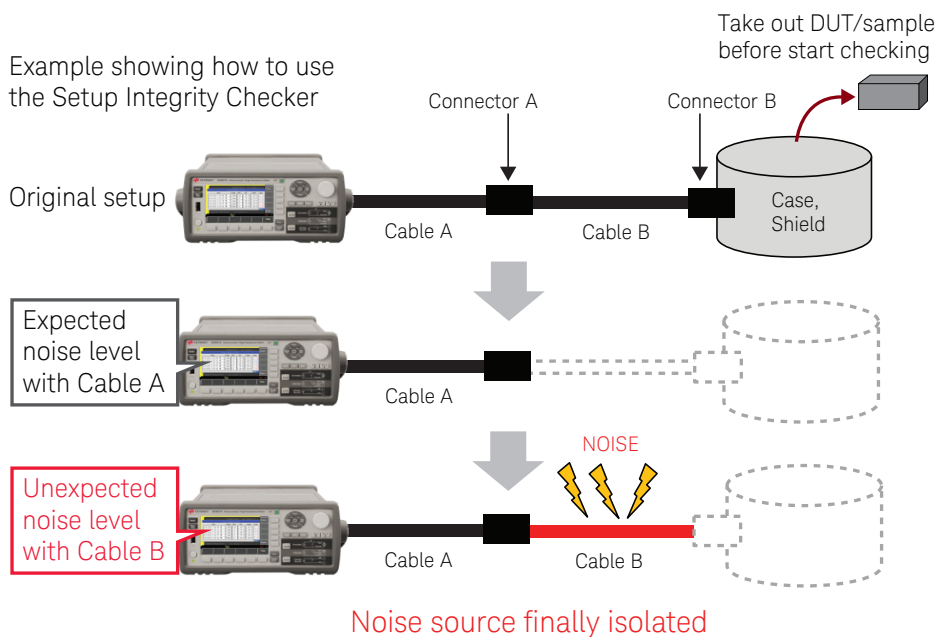 Take out DUT/sample
before start checking
Example showing how to use
the Setup Integrity Checker
Connector A
Connector B
Original setup
Case,
Shield
Cable A
Cable B
Expected
noise level
with Cable A
Cable A
NOISE
Unexpected
noise level
with Cable B
Cable A
Cable B
Noise source finally isolated